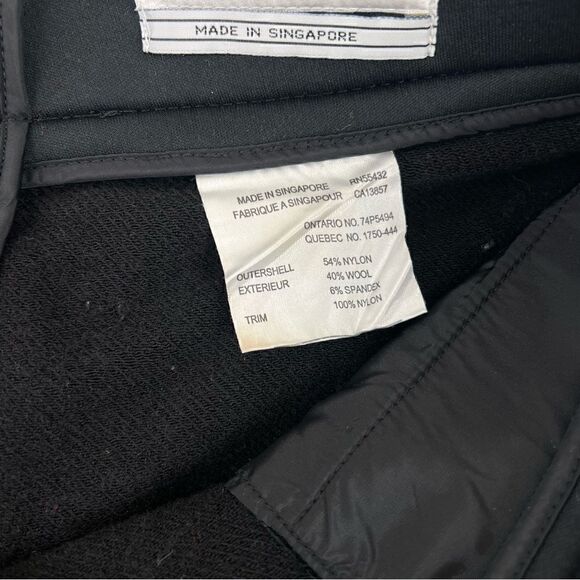 MADE IN SINGAPORE
MADE IN SINGAPORE RN55432
FABRIQUE A SINGAPOUR CA13857
ONTARIO NO. 74P5494
QUEBEC NO. 1750-444
OUTERSHELL 54% NYLON
EXTERIEUR 40% WOOL
6% SPANDEX
TRIM 100% NYLON